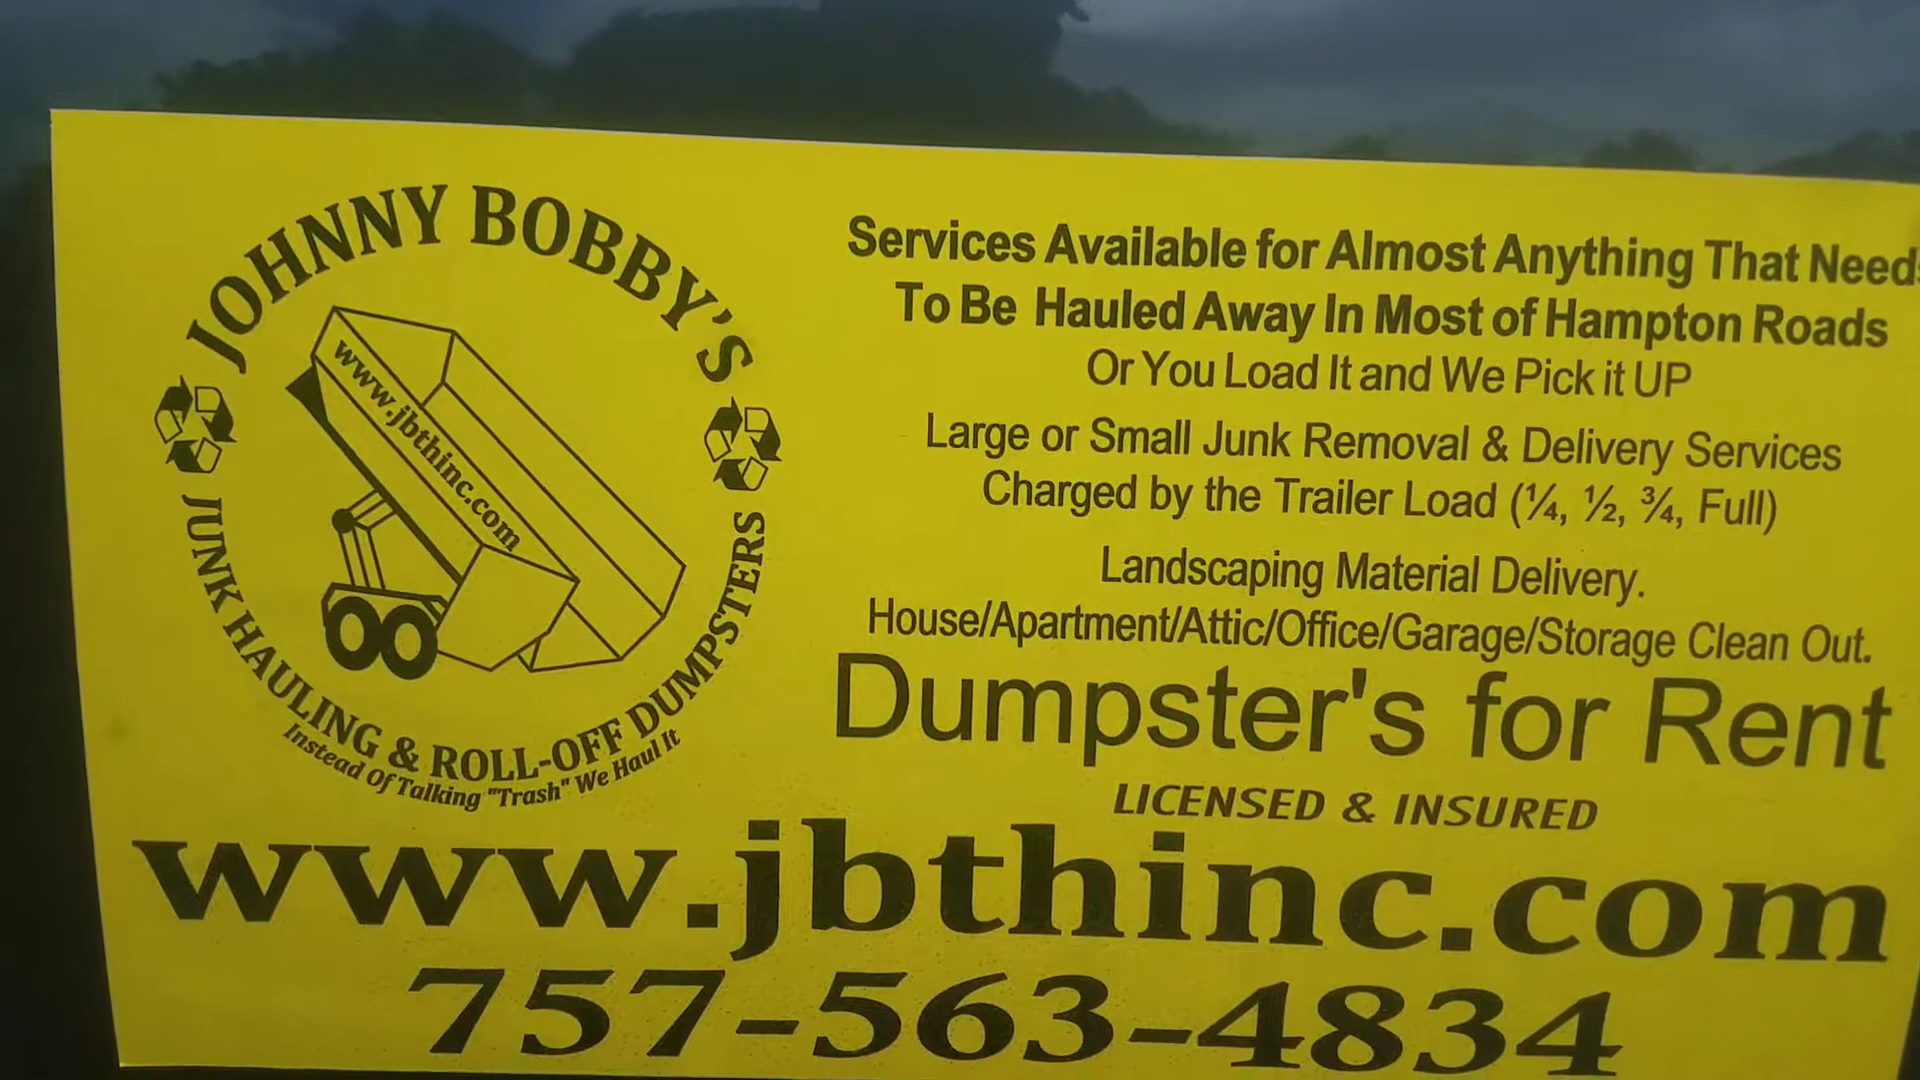 JOHNNY BOBBY'S
www.jbthinc.com
JUNK HAULING & ROLL-OFF DUMPSTERS
Instead Of Talking "Trash" We Haul It
Services Available for Almost Anything That Needs
To Be Hauled Away In Most of Hampton Roads
Or You Load It and We Pick it UP
Large or Small Junk Removal & Delivery Services
Charged by the Trailer Load (¼, ½, ¾, Full)
Landscaping Material Delivery.
House/Apartment/Attic/Office/Garage/Storage Clean Out.
Dumpster's for Rent
LICENSED & INSURED
www.jbthinc.com
757-563-4834